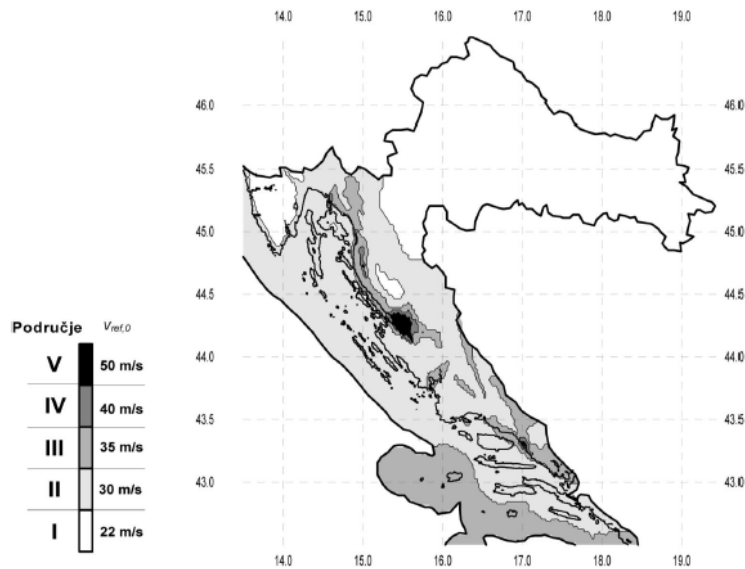 14.0 15.0 16.0 17.0 18.0 19.0
46.0 46.0
45.5 45.5
45.0 45.0
44.5 44.5
44.0 44.0
43.5 43.5
43.0 43.0
14.0 15.0 16.0 17.0 18.0 19.0
Područje Vref,0
V 50 m/s
IV 40 m/s
III 35 m/s
II 30 m/s
I 22 m/s